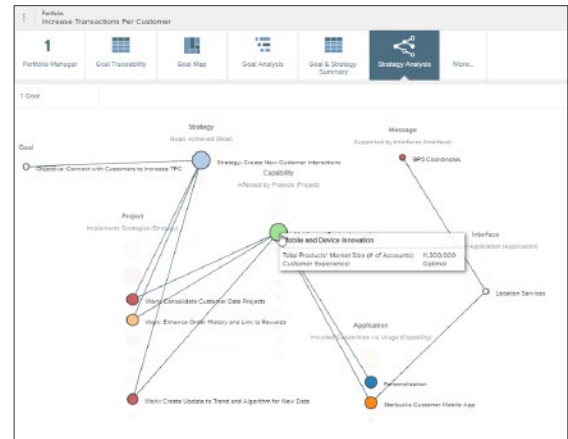 Portfolio
Increase Transactions Per Customer
1
Portfolio Manager
Goal Traceability
Goal Map
Goal Analysis
Goal & Strategy Summary
Strategy Analysis
More...
1 Goal
Strategy
Goals achieved (Goal)
Message
Supported by Interfaces (Interface)
Goal
Objective: Connect with Customers to Increase TPC
Strategy: Create New Customer Interactions
GPS Coordinates
Capability
Affected by Projects (Project)
Project
Implements Strategies (Strategy)
Mobile and Device Innovation
Total Products' Market Size (# of Accounts) 11,300,000
Customer Experience: Optimal
Interface
Application (Application)
Location Services
Work: Consolidate Customer Data Projects
Work: Enhance Order History and Link to Rewards
Application
Included Capabilities via Usage (Capability)
Personalization
Work: Create Update to Trend and Algorithm for New Data
Starbucks Customer Mobile App